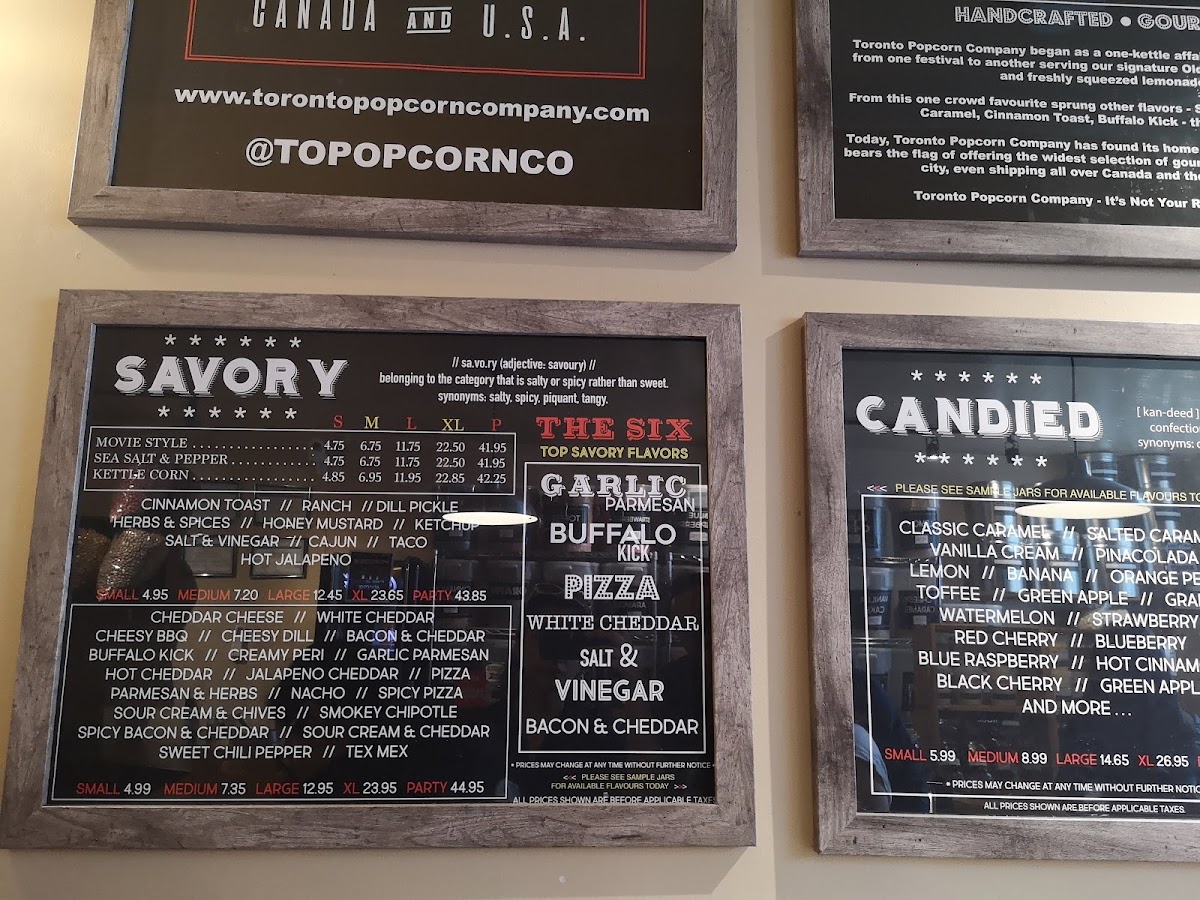 CANADA AND U.S.A.
www.torontopopcorncompany.com
@TOPOPCORNCO
HANDCRAFTED ● GOUR
Toronto Popcorn Company began as a one-kettle affa
from one festival to another serving our signature Old
and freshly squeezed lemonade
From this one crowd favourite sprung other flavors - S
Caramel, Cinnamon Toast, Buffalo Kick - th
Today, Toronto Popcorn Company has found its home
bears the flag of offering the widest selection of gour
city, even shipping all over Canada and the
Toronto Popcorn Company - It's Not Your R
* * * * * *
SAVORY
* * * * * *
// sa.vo.ry (adjective: savoury) //
belonging to the category that is salty or spicy rather than sweet.
synonyms: salty, spicy, piquant, tangy.
S M L XL P
MOVIE STYLE . . . . . . . . . . . . . . . . . 4.75 6.75 11.75 22.50 41.95
SEA SALT & PEPPER . . . . . . . . . . . . 4.75 6.75 11.75 22.50 41.95
KETTLE CORN . . . . . . . . . . . . . . . . . 4.85 6.95 11.95 22.85 42.25
CINNAMON TOAST // RANCH // DILL PICKLE
HERBS & SPICES // HONEY MUSTARD // KETCHUP
SALT & VINEGAR // CAJUN // TACO
HOT JALAPENO
SMALL 4.95 MEDIUM 7.20 LARGE 12.45 XL 23.65 PARTY 43.85
CHEDDAR CHEESE // WHITE CHEDDAR
CHEESY BBQ // CHEESY DILL // BACON & CHEDDAR
BUFFALO KICK // CREAMY PERI // GARLIC PARMESAN
HOT CHEDDAR // JALAPENO CHEDDAR // PIZZA
PARMESAN & HERBS // NACHO // SPICY PIZZA
SOUR CREAM & CHIVES // SMOKEY CHIPOTLE
SPICY BACON & CHEDDAR // SOUR CREAM & CHEDDAR
SWEET CHILI PEPPER // TEX MEX
SMALL 4.99 MEDIUM 7.35 LARGE 12.95 XL 23.95 PARTY 44.95
THE SIX
TOP SAVORY FLAVORS
GARLIC
PARMESAN
BUFFALO
KICK
PIZZA
WHITE CHEDDAR
SALT &
VINEGAR
BACON & CHEDDAR
* PRICES MAY CHANGE AT ANY TIME WITHOUT FURTHER NOTICE *
<<< PLEASE SEE SAMPLE JARS
FOR AVAILABLE FLAVOURS TODAY >>>
ALL PRICES SHOWN ARE BEFORE APPLICABLE TAXES
* * * * * *
CANDIED
* * * * * *
[ kan-deed ]
confectio
synonyms: c
<<< PLEASE SEE SAMPLE JARS FOR AVAILABLE FLAVOURS TO
CLASSIC CARAMEL // SALTED CARAM
VANILLA CREAM // PINACOLADA
LEMON // BANANA // ORANGE PE
TOFFEE // GREEN APPLE // GRA
WATERMELON // STRAWBERRY
RED CHERRY // BLUEBERRY
BLUE RASPBERRY // HOT CINNAM
BLACK CHERRY // GREEN APPL
AND MORE . . .
SMALL 5.99 MEDIUM 8.99 LARGE 14.65 XL 26.95
* PRICES MAY CHANGE AT ANY TIME WITHOUT FURTHER NOTIC
ALL PRICES SHOWN ARE BEFORE APPLICABLE TAXES.